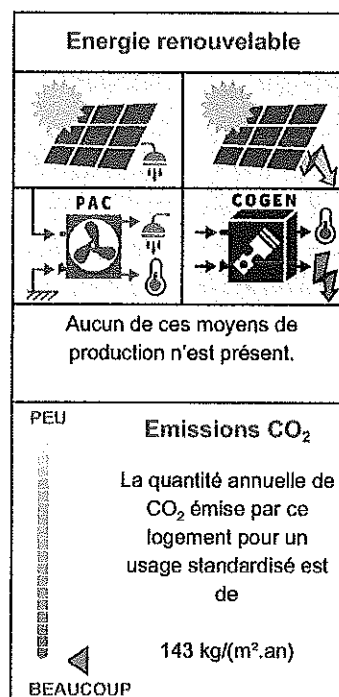 Energie renouvelable
PAC
COGEN
Aucun de ces moyens de
production n'est présent.
PEU
Emissions CO₂
La quantité annuelle de
CO₂ émise par ce
logement pour un
usage standardisé est
de
143 kg/(m².an)
BEAUCOUP